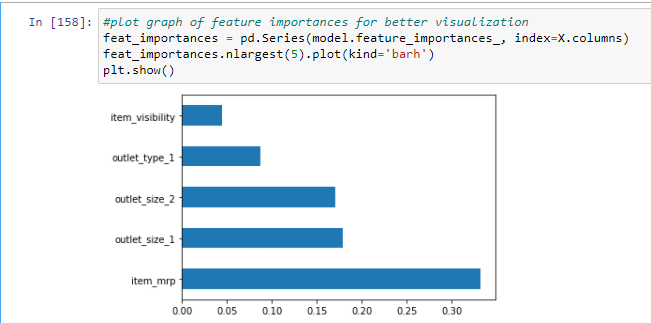 In [158]: #plot graph of feature importances for better visualization
feat_importances = pd.Series(model.feature_importances_, index=X.columns)
feat_importances.nlargest(5).plot(kind='barh')
plt.show()
item_visibility
outlet_type_1
outlet_size_2
outlet_size_1
item_mrp
0.00 0.05 0.10 0.15 0.20 0.25 0.30